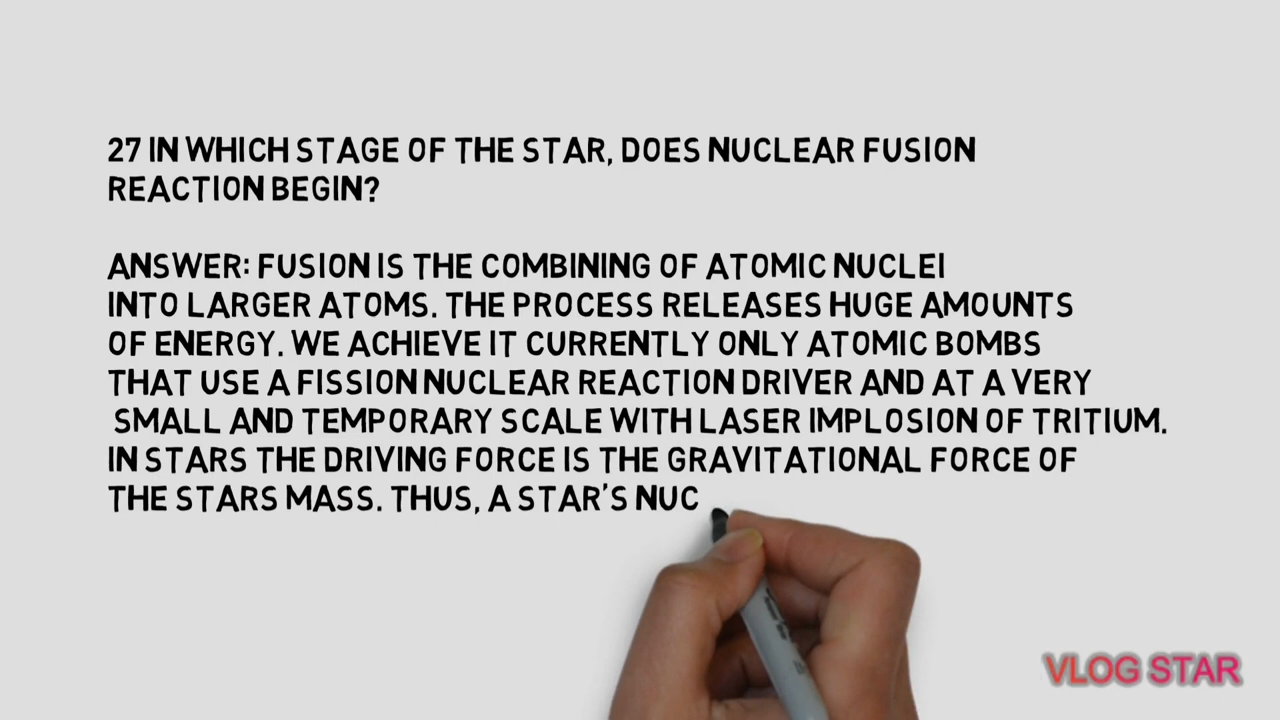 27 IN WHICH STAGE OF THE STAR, DOES NUCLEAR FUSION
REACTION BEGIN?
ANSWER: FUSION IS THE COMBINING OF ATOMIC NUCLEI
INTO LARGER ATOMS. THE PROCESS RELEASES HUGE AMOUNTS
OF ENERGY. WE ACHIEVE IT CURRENTLY ONLY ATOMIC BOMBS
THAT USE A FISSION NUCLEAR REACTION DRIVER AND AT A VERY
SMALL AND TEMPORARY SCALE WITH LASER IMPLOSION OF TRITIUM.
IN STARS THE DRIVING FORCE IS THE GRAVITATIONAL FORCE OF
THE STARS MASS. THUS, A STAR'S NUC
VLOG STAR